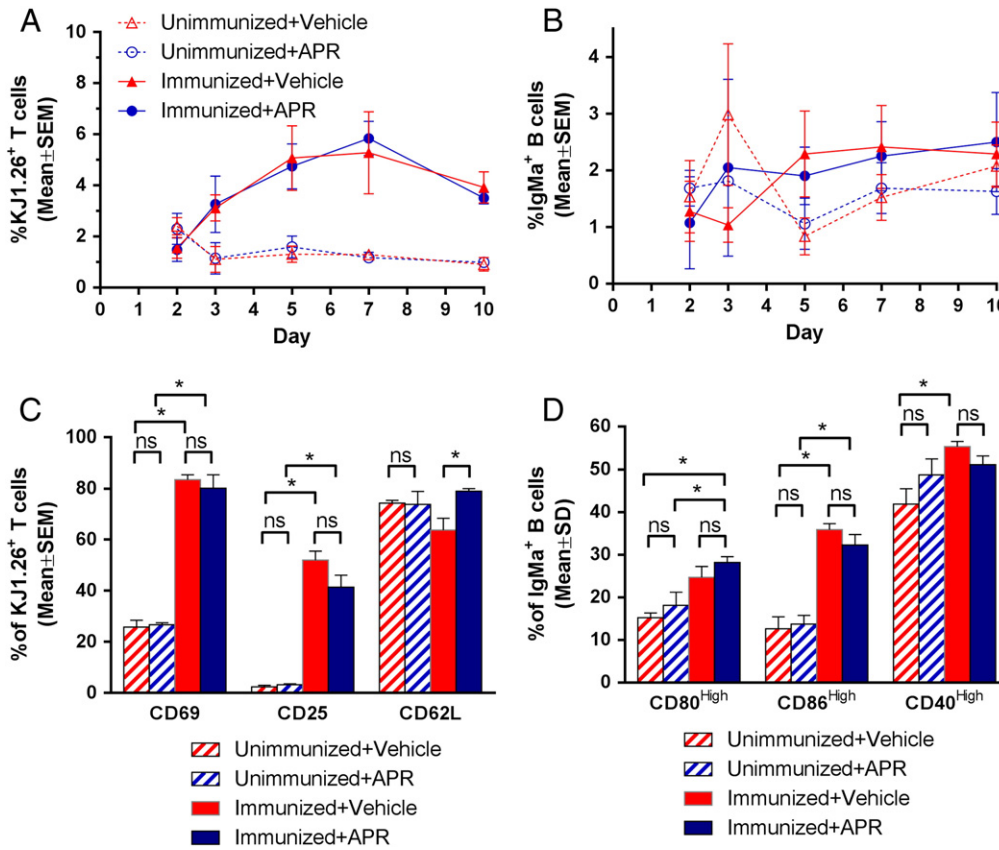 A
Unimmunized+Vehicle
Unimmunized+APR
Immunized+Vehicle
Immunized+APR
%KJ1.26⁺ T cells
(Mean±SEM)
10
8
6
4
2
0
0 1 2 3 4 5 6 7 8 9 10
Day
B
%IgMa⁺ B cells
(Mean±SEM)
4
3
2
1
0
0 1 2 3 4 5 6 7 8 9 10
Day
C
%of KJ1.26⁺ T cells
(Mean±SEM)
100
80
60
40
20
0
* * ns ns
* * ns ns
ns *
CD69 CD25 CD62L
Unimmunized+Vehicle
Unimmunized+APR
Immunized+Vehicle
Immunized+APR
D
%of IgMa⁺ B cells
(Mean±SD)
60
50
40
30
20
10
0
* * ns ns
* * ns ns
* ns ns
CD80ᴴⁱᵍʰ CD86ᴴⁱᵍʰ CD40ᴴⁱᵍʰ
Unimmunized+Vehicle
Unimmunized+APR
Immunized+Vehicle
Immunized+APR